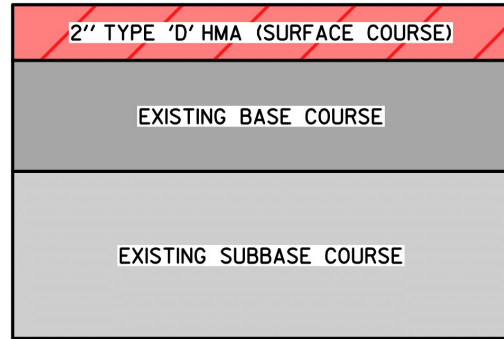 2'' TYPE 'D' HMA (SURFACE COURSE)
EXISTING BASE COURSE
EXISTING SUBBASE COURSE